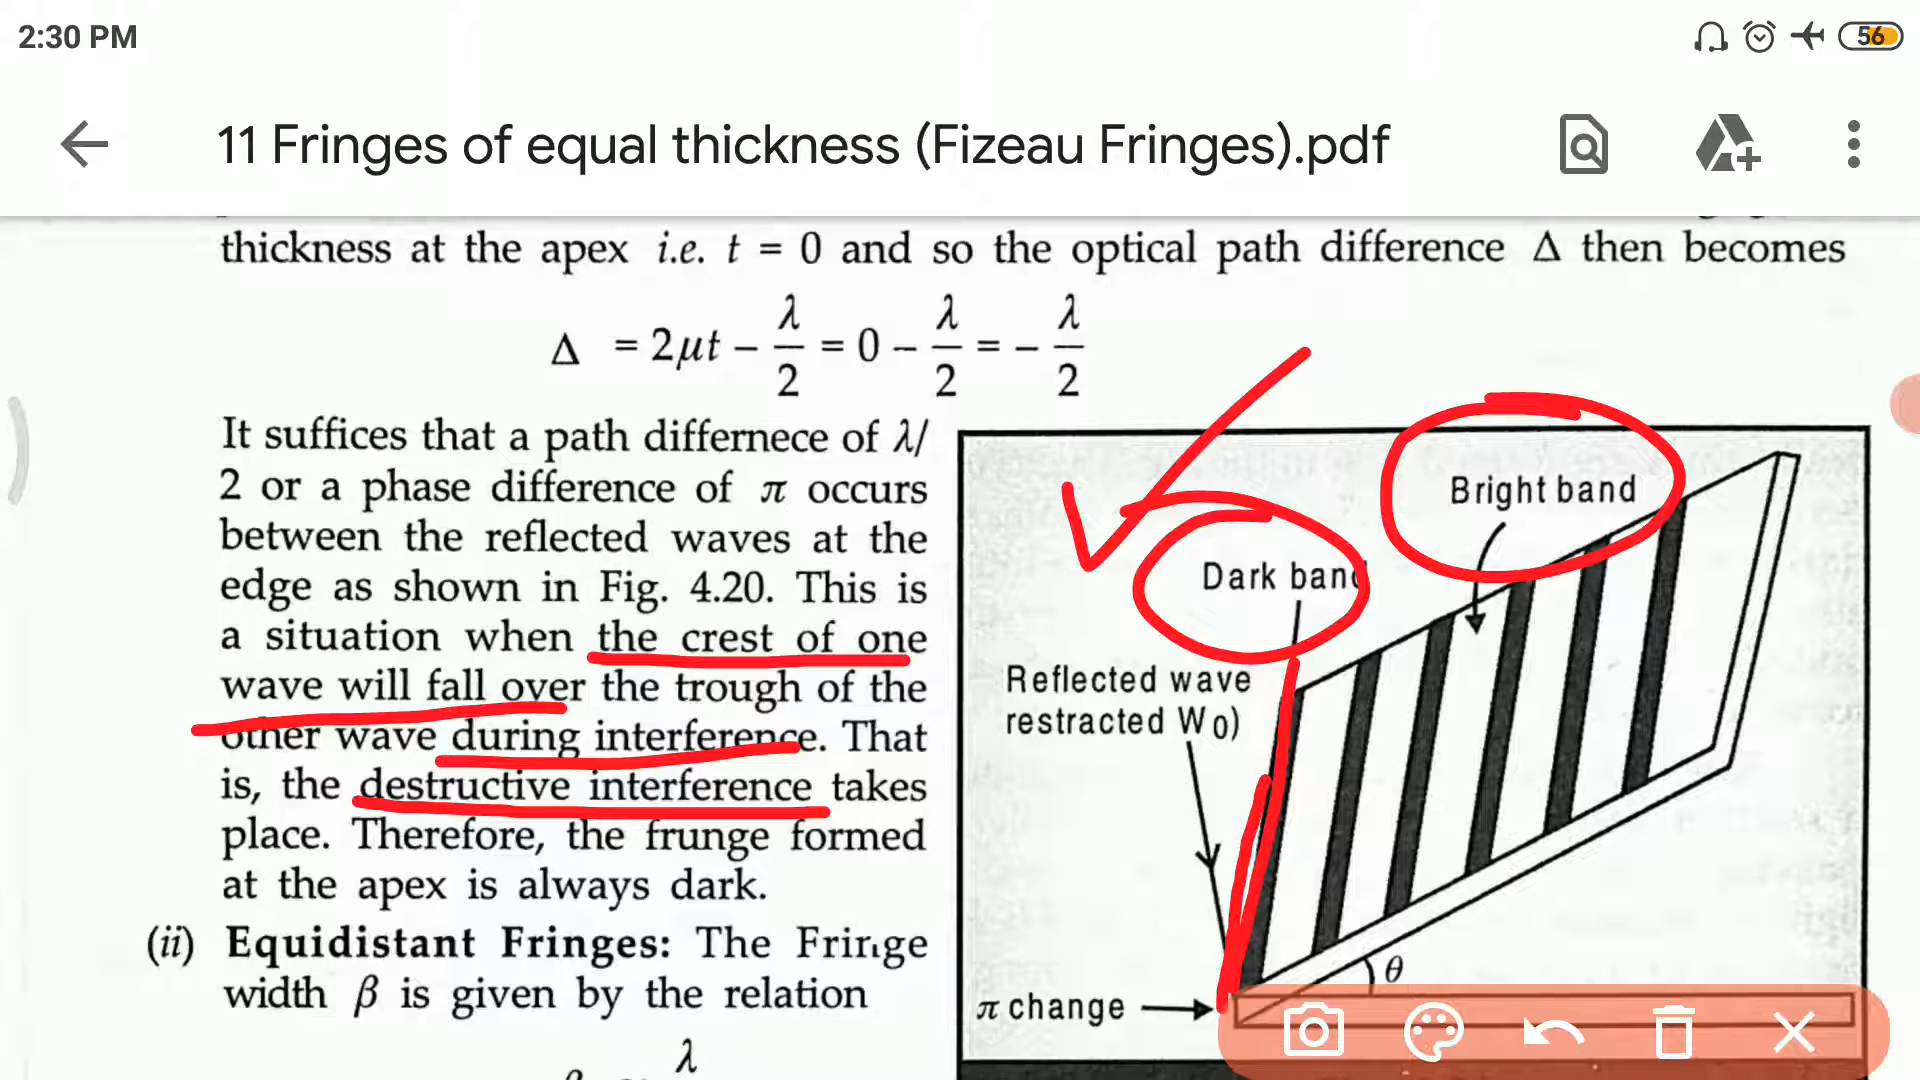 2:30 PM
56
11 Fringes of equal thickness (Fizeau Fringes).pdf
thickness at the apex i.e. t = 0 and so the optical path difference Δ then becomes
Δ = 2μt − λ/2 = 0 − λ/2 = − λ/2
It suffices that a path differnece of λ/
2 or a phase difference of π occurs
between the reflected waves at the
edge as shown in Fig. 4.20. This is
a situation when the crest of one
wave will fall over the trough of the
other wave during interference. That
is, the destructive interference takes
place. Therefore, the frunge formed
at the apex is always dark.
(ii) Equidistant Fringes: The Fringe
width β is given by the relation
λ
Bright band
Dark band
Reflected wave
restracted W0)
θ
π change